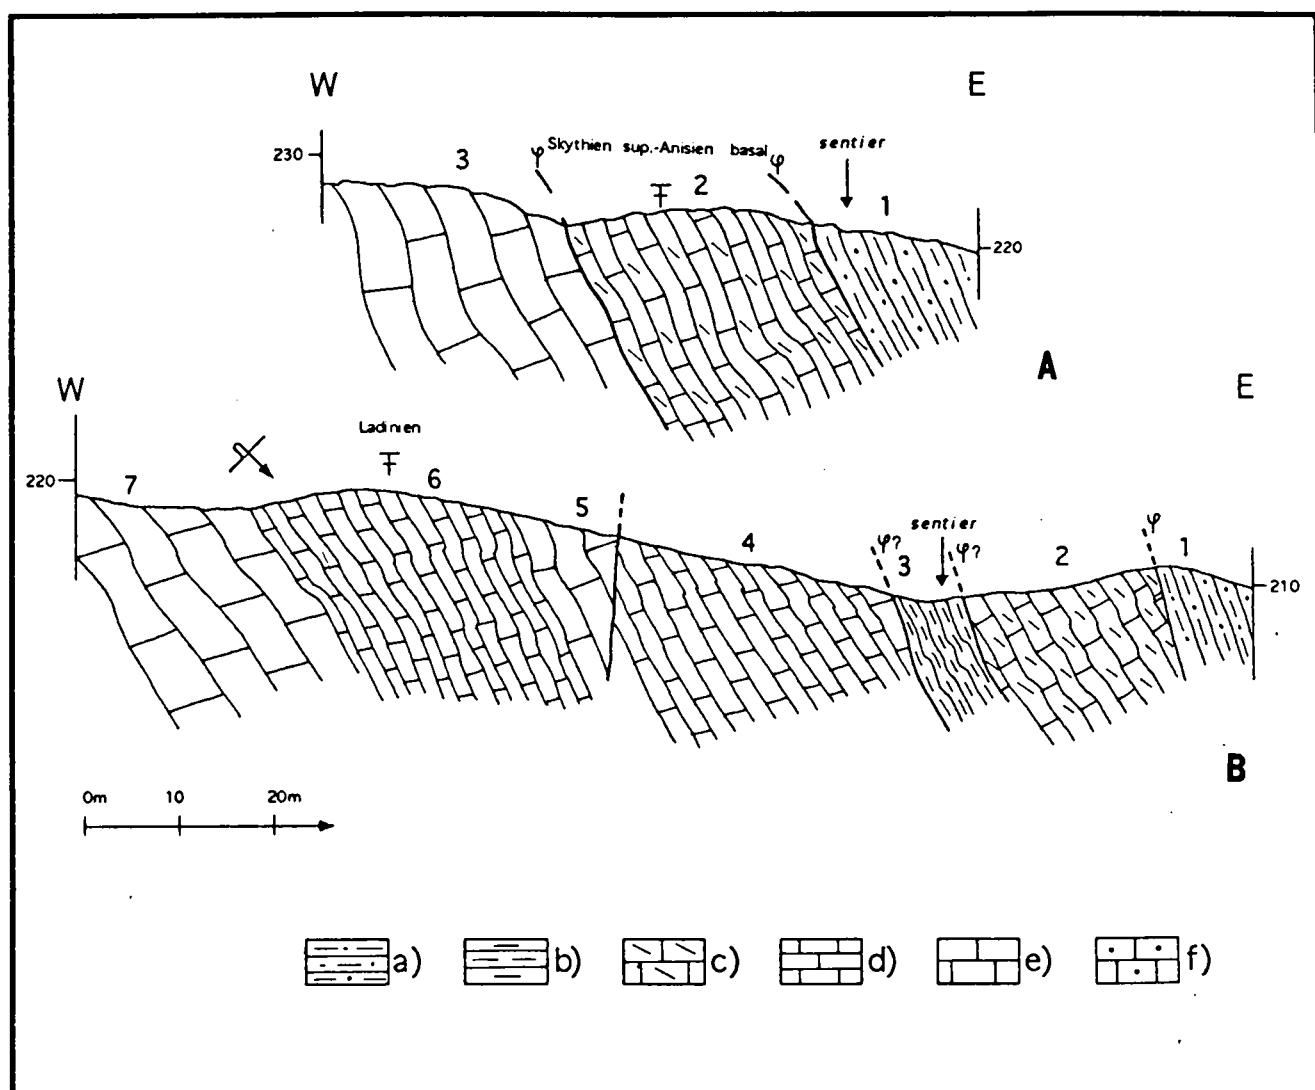 W E
230
3 φ Skythien sup.-Anisien basal φ sentier
2 1
220
A
W E
Ladinien
220
7 6 5 4 φ? 3 sentier φ? 2 φ 1
210
B
0m 10 20m
a) b) c) d) e) f)